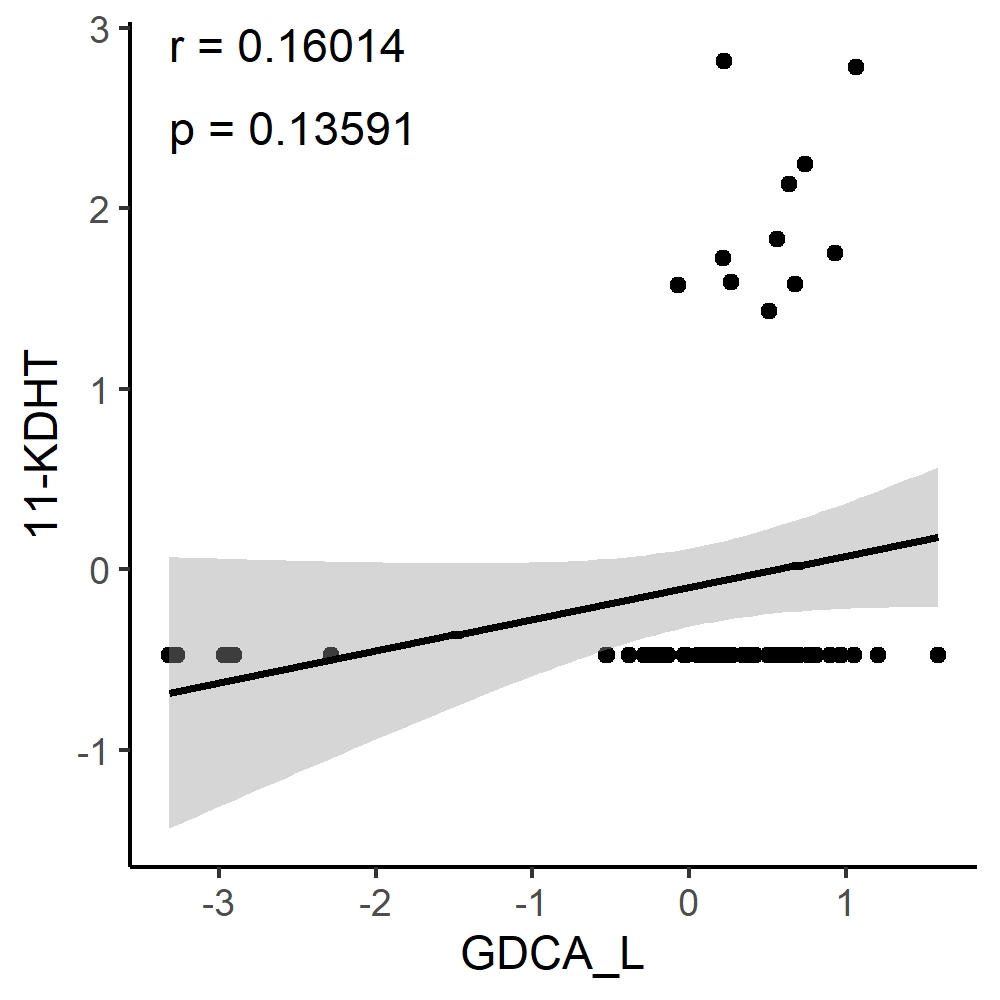 r = 0.16014
p = 0.13591
3
2
1
0
-1
11-KDHT
-3 -2 -1 0 1
GDCA_L